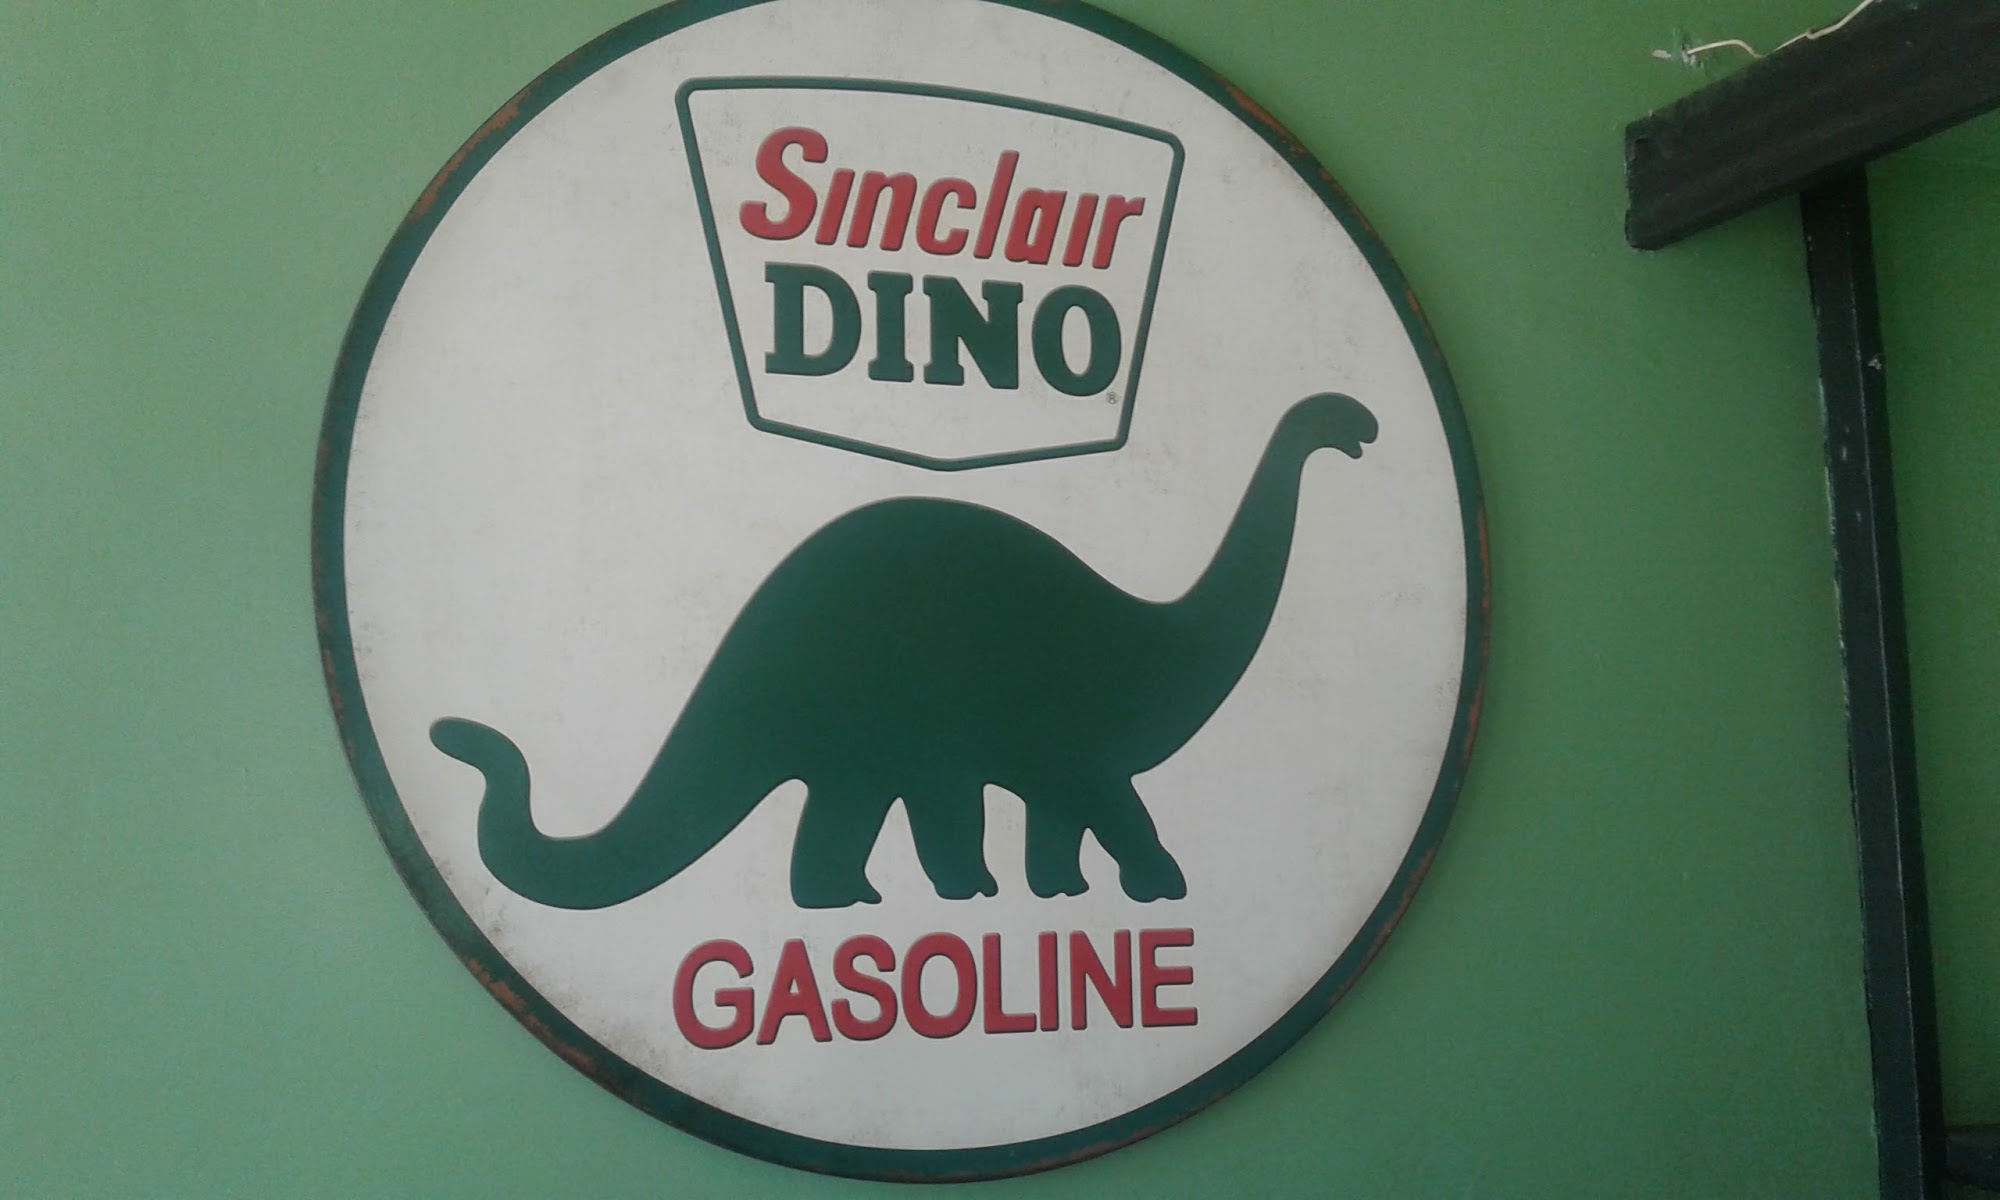 Sinclair
DINO
®
GASOLINE